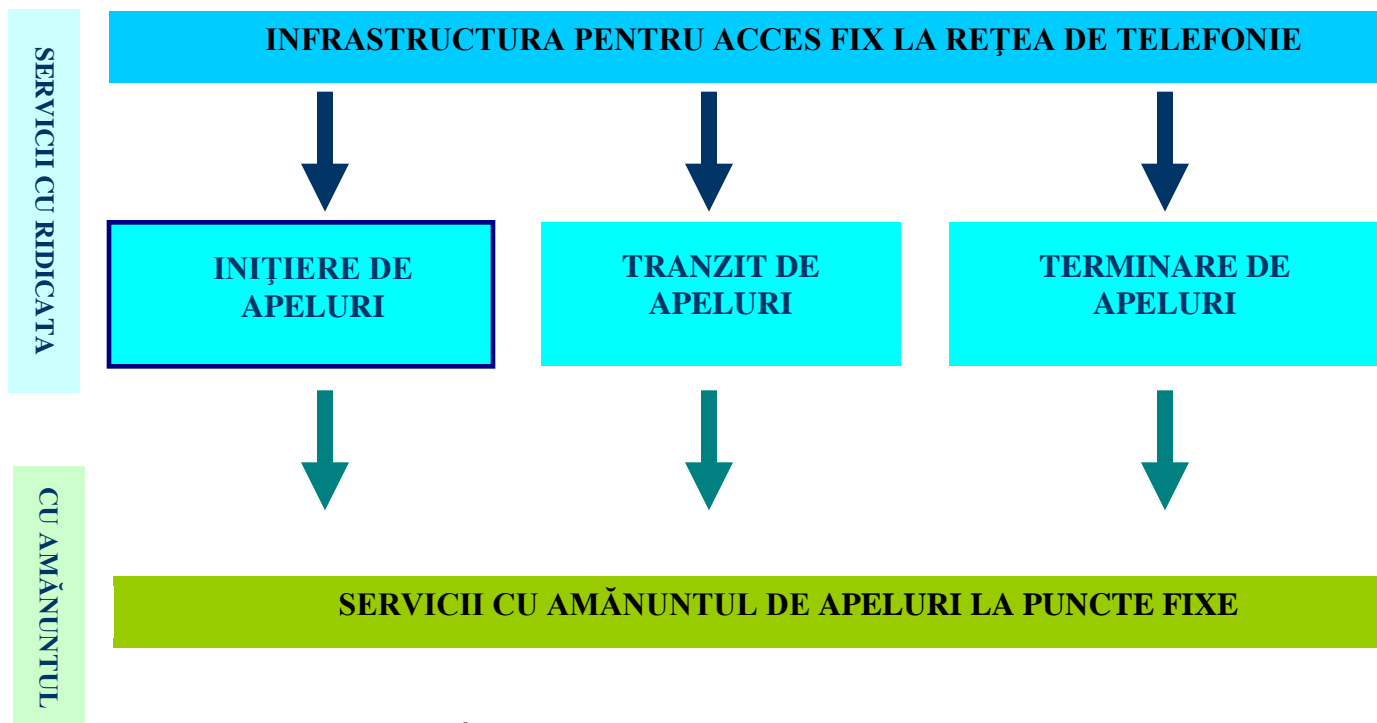 SERVICII CU RIDICATA
INFRASTRUCTURA PENTRU ACCES FIX LA REŢEA DE TELEFONIE
INIŢIERE DE
APELURI
TRANZIT DE
APELURI
TERMINARE DE
APELURI
CU AMĂNUNTUL
SERVICII CU AMĂNUNTUL DE APELURI LA PUNCTE FIXE